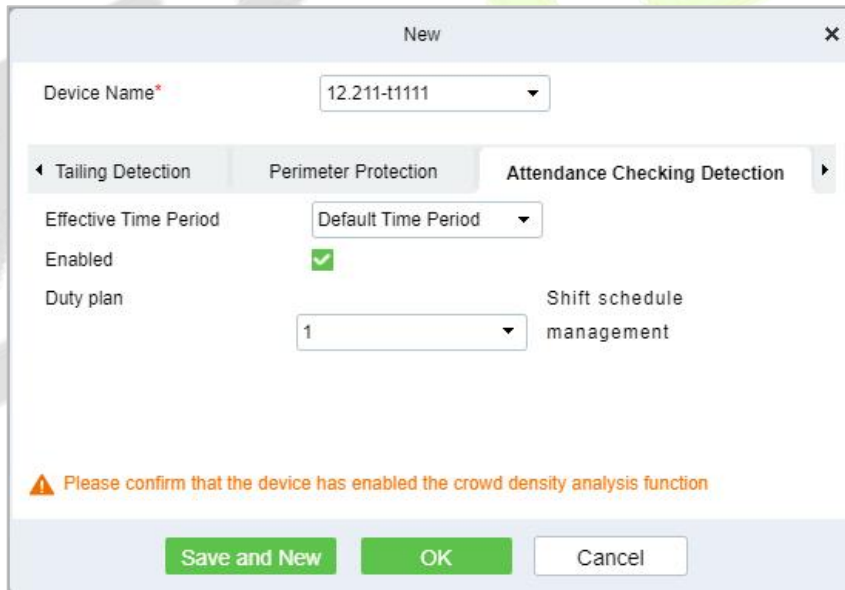 New
Device Name*
12.211-t1111
Tailing Detection
Perimeter Protection
Attendance Checking Detection
Effective Time Period
Default Time Period
Enabled
Duty plan
1
Shift schedule
management
Please confirm that the device has enabled the crowd density analysis function
Save and New
OK
Cancel